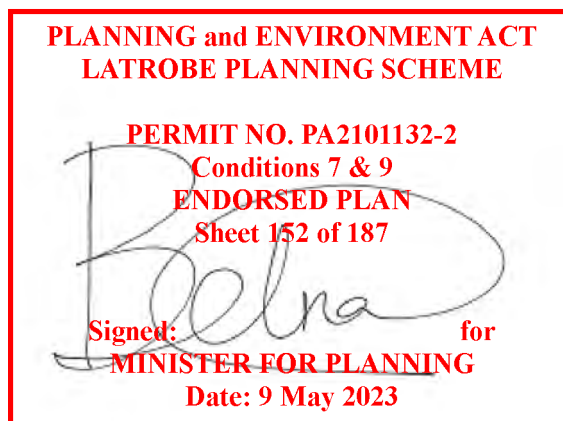 PLANNING and ENVIRONMENT ACT
LATROBE PLANNING SCHEME
PERMIT NO. PA2101132-2
Conditions 7 & 9
ENDORSED PLAN
Sheet 152 of 187
Signed: for
MINISTER FOR PLANNING
Date: 9 May 2023